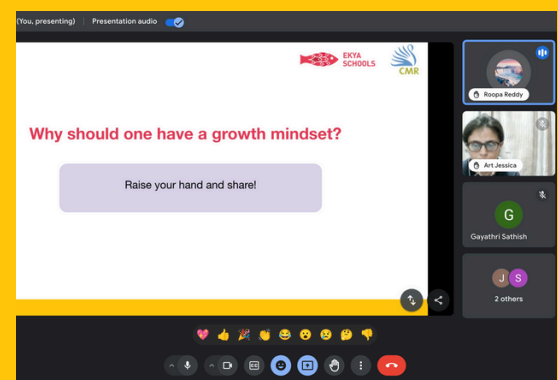 (You, presenting) Presentation audio
EKYA
SCHOOLS
CMR
Why should one have a growth mindset?
Raise your hand and share!
Roopa Reddy
Art Jessica
G
Gayathri Sathish
J S
2 others
CC